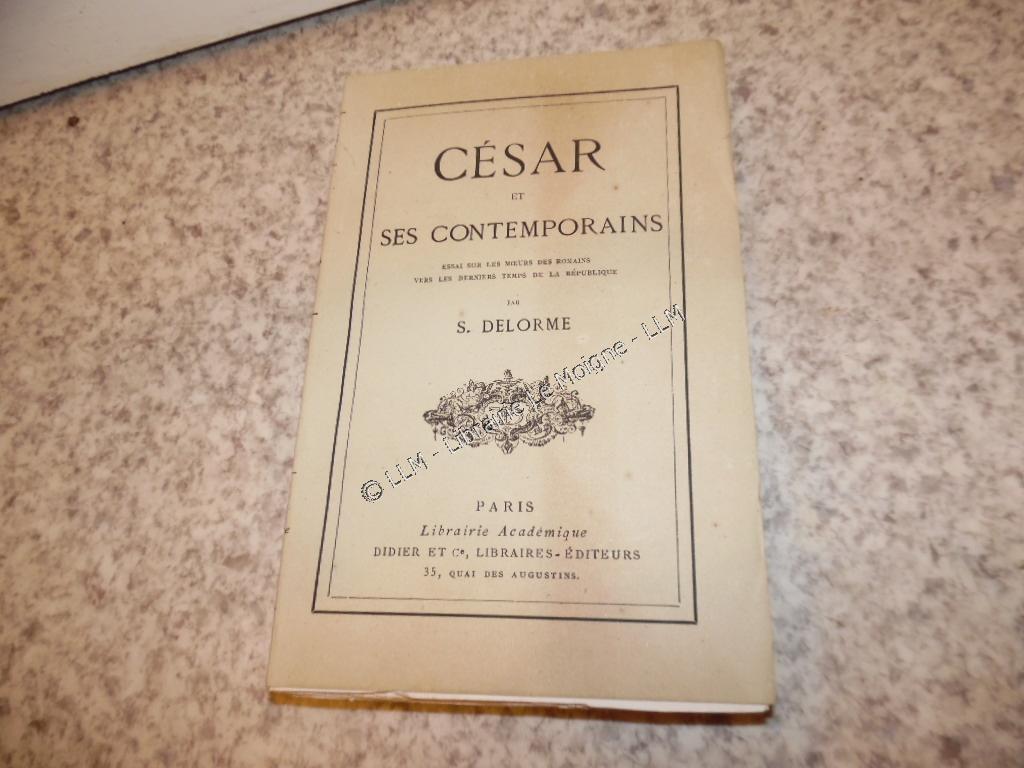 CÉSAR
ET
SES CONTEMPORAINS
ESSAI SUR LES MŒURS DES ROMAINS
VERS LES DERNIERS TEMPS DE LA RÉPUBLIQUE
PAR
S. DELORME
© LLM - Librairie Le Moigne - LLM
PARIS
Librairie Académique
DIDIER ET Cᵉ, LIBRAIRES-ÉDITEURS
35, QUAI DES AUGUSTINS.